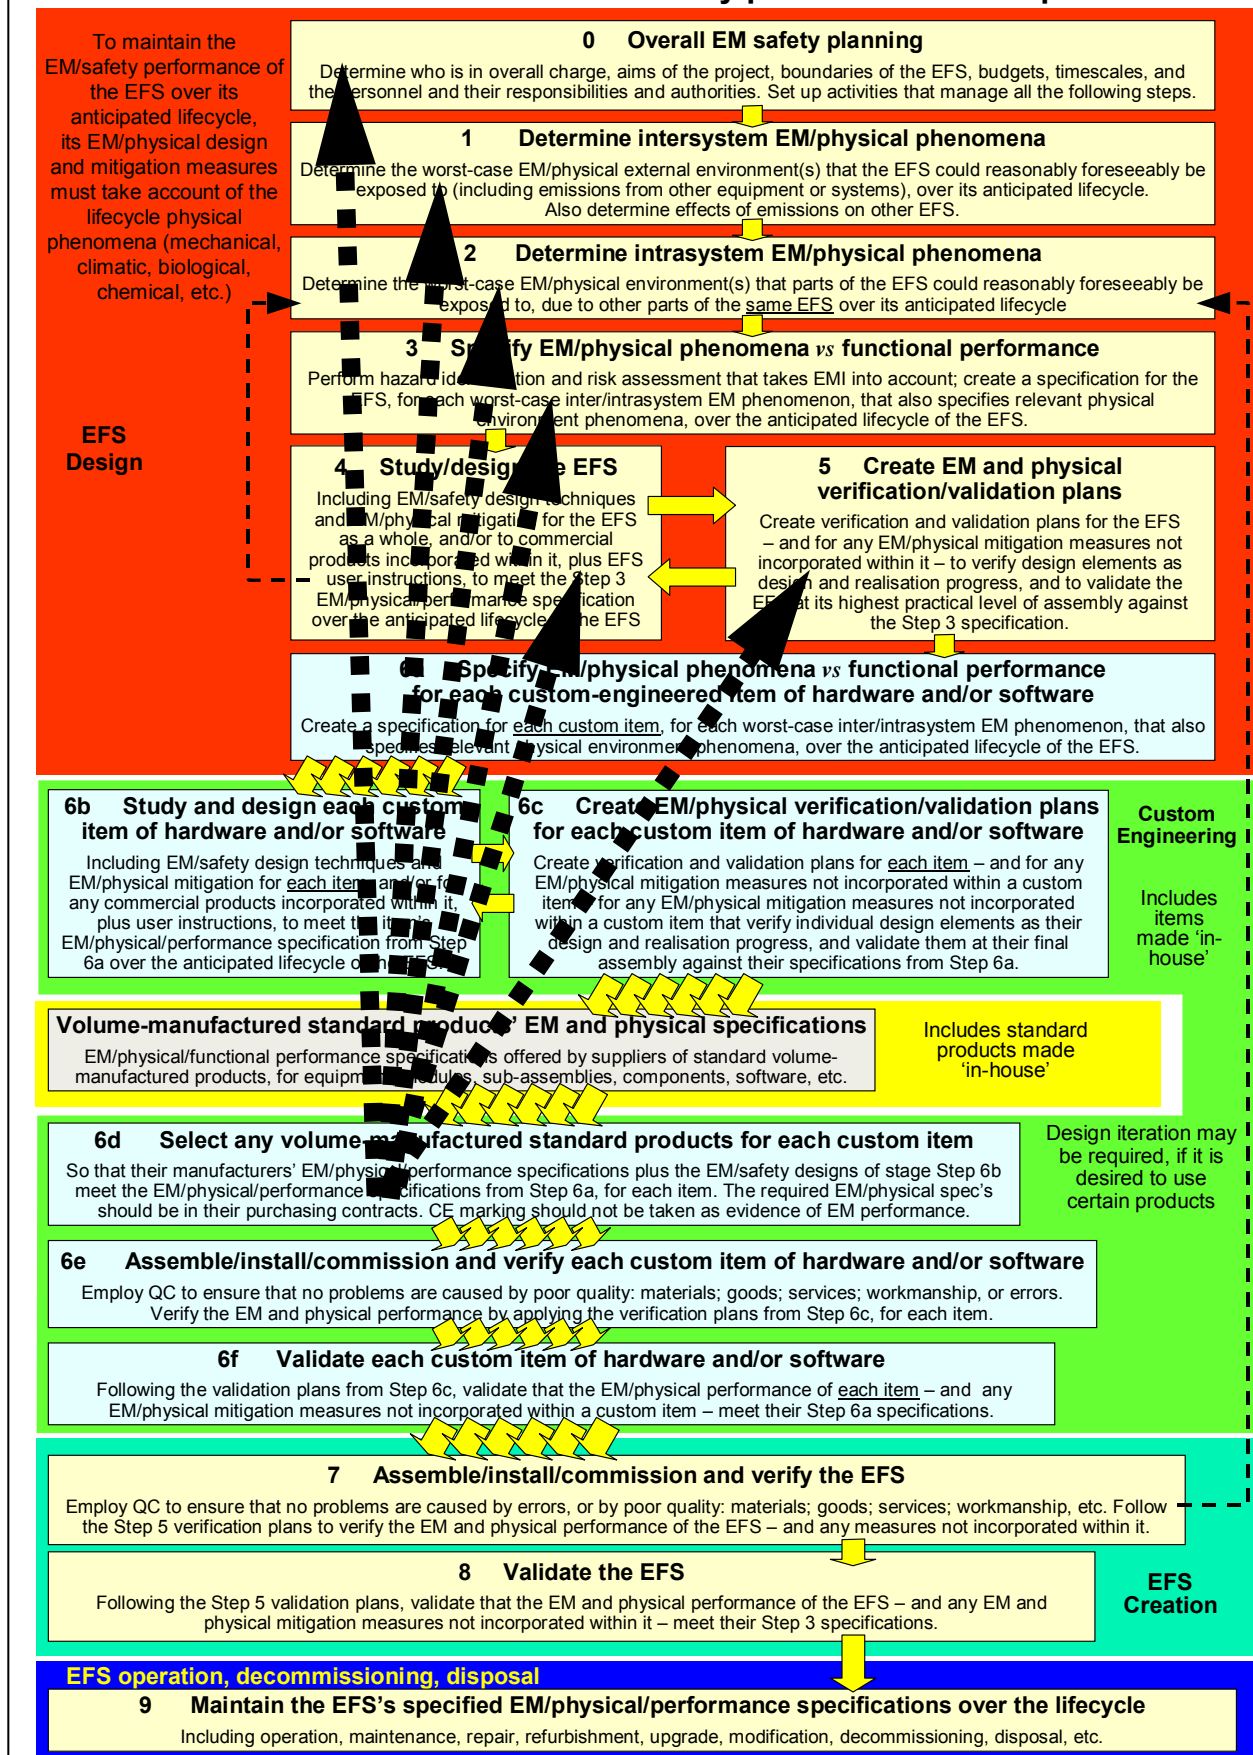 To maintain the
EM/safety performance of
the EFS over its
anticipated lifecycle,
its EM/physical design
and mitigation measures
must take account of the
lifecycle physical
phenomena (mechanical,
climatic, biological,
chemical, etc.)
0 Overall EM safety planning
Determine who is in overall charge, aims of the project, boundaries of the EFS, budgets, timescales, and
the personnel and their responsibilities and authorities. Set up activities that manage all the following steps.
1 Determine intersystem EM/physical phenomena
Determine the worst-case EM/physical external environment(s) that the EFS could reasonably foreseeably be
exposed to (including emissions from other equipment or systems), over its anticipated lifecycle.
Also determine effects of emissions on other EFS.
2 Determine intrasystem EM/physical phenomena
Determine the worst-case EM/physical environment(s) that parts of the EFS could reasonably foreseeably be
exposed to, due to other parts of the same EFS over its anticipated lifecycle
3 Specify EM/physical phenomena vs functional performance
Perform hazard identification and risk assessment that takes EMI into account; create a specification for the
EFS, for each worst-case inter/intrasystem EM phenomenon, that also specifies relevant physical
environment phenomena, over the anticipated lifecycle of the EFS.
EFS
Design
4 Study/design the EFS
Including EM/safety design techniques
and EM/physical mitigation for the EFS
as a whole, and/or to commercial
products incorporated within it, plus EFS
user instructions, to meet the Step 3
EM/physical/performance specification
over the anticipated lifecycle of the EFS
5 Create EM and physical
verification/validation plans
Create verification and validation plans for the EFS
– and for any EM/physical mitigation measures not
incorporated within it – to verify design elements as
design and realisation progress, and to validate the
EFS at its highest practical level of assembly against
the Step 3 specification.
6a Specify EM/physical phenomena vs functional performance
for each custom-engineered item of hardware and/or software
Create a specification for each custom item, for each worst-case inter/intrasystem EM phenomenon, that also
specifies relevant physical environment phenomena, over the anticipated lifecycle of the EFS.
6b Study and design each custom
item of hardware and/or software
Including EM/safety design techniques and
EM/physical mitigation for each item and/or for
any commercial products incorporated within it,
plus user instructions, to meet the item's
EM/physical/performance specification from Step
6a over the anticipated lifecycle of the EFS.
6c Create EM/physical verification/validation plans
for each custom item of hardware and/or software
Create verification and validation plans for each item – and for any
EM/physical mitigation measures not incorporated within a custom
item, for any EM/physical mitigation measures not incorporated
within a custom item that verify individual design elements as their
design and realisation progress, and validate them at their final
assembly against their specifications from Step 6a.
Custom
Engineering
Includes
items
made ‘in-
house’
Volume-manufactured standard products’ EM and physical specifications
EM/physical/functional performance specifications offered by suppliers of standard volume-
manufactured products, for equipment, modules, sub-assemblies, components, software, etc.
Includes standard
products made
‘in-house’
6d Select any volume-manufactured standard products for each custom item
So that their manufacturers’ EM/physical/performance specifications plus the EM/safety designs of stage Step 6b
meet the EM/physical/performance specifications from Step 6a, for each item. The required EM/physical spec’s
should be in their purchasing contracts. CE marking should not be taken as evidence of EM performance.
Design iteration may
be required, if it is
desired to use
certain products
6e Assemble/install/commission and verify each custom item of hardware and/or software
Employ QC to ensure that no problems are caused by poor quality: materials; goods; services; workmanship, or errors.
Verify the EM and physical performance by applying the verification plans from Step 6c, for each item.
6f Validate each custom item of hardware and/or software
Following the validation plans from Step 6c, validate that the EM/physical performance of each item – and any
EM/physical mitigation measures not incorporated within a custom item – meet their Step 6a specifications.
7 Assemble/install/commission and verify the EFS
Employ QC to ensure that no problems are caused by errors, or by poor quality: materials; goods; services; workmanship, etc. Follow
the Step 5 verification plans to verify the EM and physical performance of the EFS – and any measures not incorporated within it.
8 Validate the EFS
Following the Step 5 validation plans, validate that the EM and physical performance of the EFS – and any EM and
physical mitigation measures not incorporated within it – meet their Step 3 specifications.
EFS
Creation
EFS operation, decommissioning, disposal
9 Maintain the EFS’s specified EM/physical/performance specifications over the lifecycle
Including operation, maintenance, repair, refurbishment, upgrade, modification, decommissioning, disposal, etc.